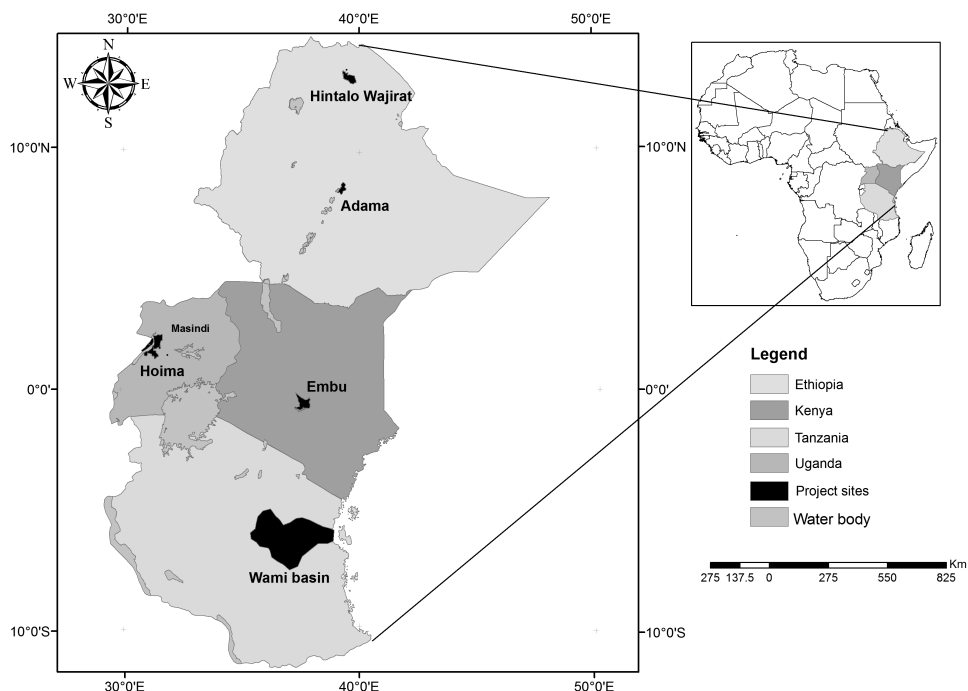 30°0'E 40°0'E 50°0'E
N
W E
S
Hintalo Wajirat
10°0'N 10°0'N
Adama
Masindi
Hoima
Embu
0°0' 0°0'
Wami basin
10°0'S 10°0'S
30°0'E 40°0'E 50°0'E
Legend
Ethiopia
Kenya
Tanzania
Uganda
Project sites
Water body
Km
275 137.5 0 275 550 825